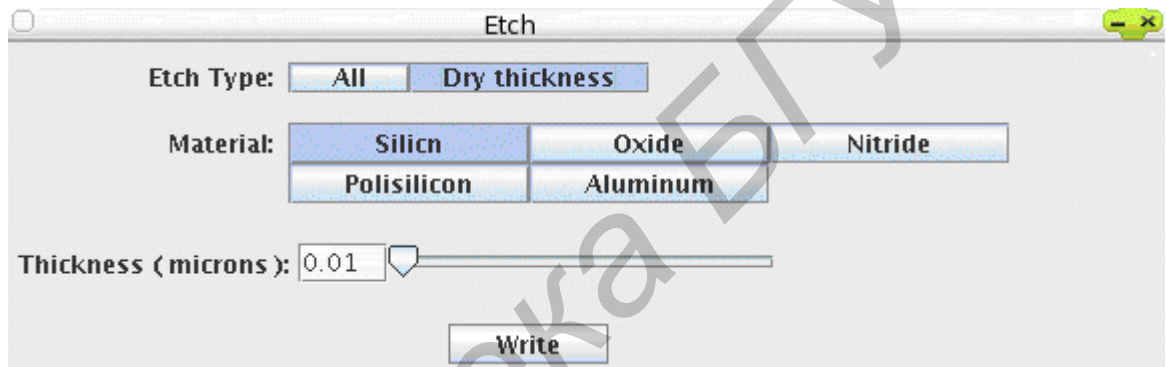 Etch
Etch Type: All Dry thickness
Material: Silicn Oxide Nitride
Polisilicon Aluminum
Thickness ( microns ): 0.01
Write